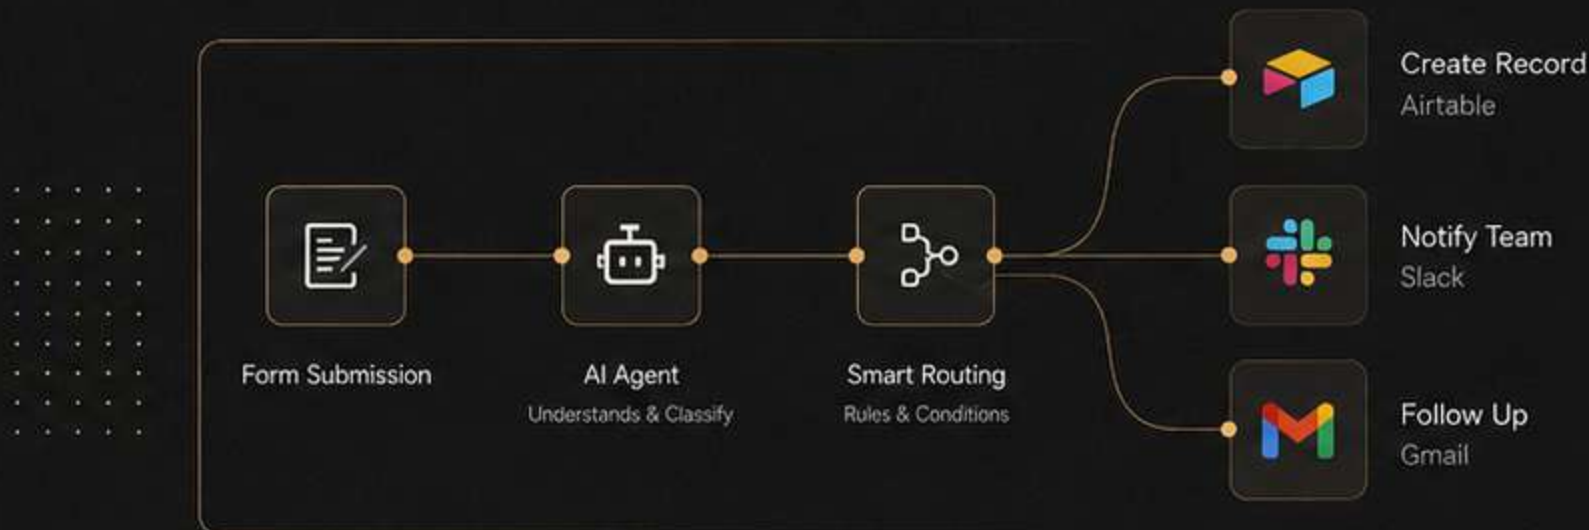 Form Submission
AI Agent
Understands & Classify
Smart Routing
Rules & Conditions
Create Record
Airtable
Notify Team
Slack
Follow Up
Gmail